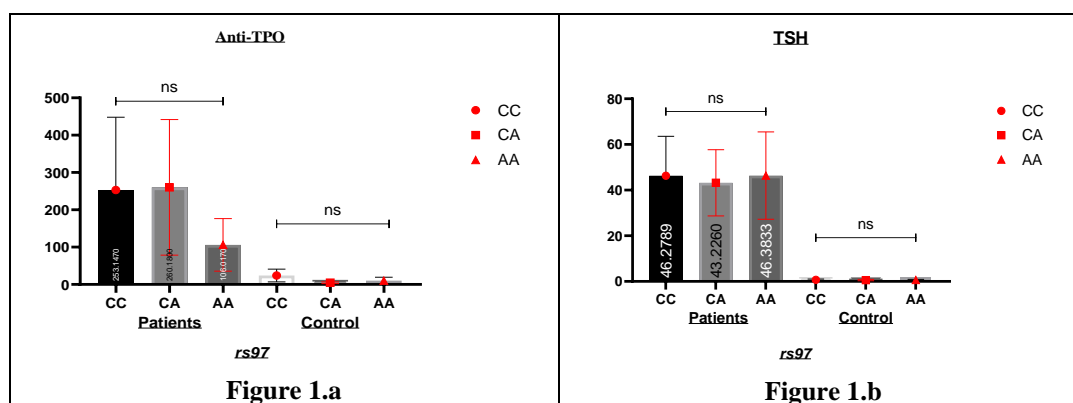 Anti-TPO
ns
500
400
300
200
100
0
253.1470
260.1800
106.0170
ns
CC
CA
AA
CC
CA
AA
Patients
Control
rs97
CC
CA
AA
Figure 1.a
TSH
ns
80
60
40
20
0
46.2789
43.2260
46.3833
ns
CC
CA
AA
CC
CA
AA
Patients
Control
rs97
CC
CA
AA
Figure 1.b